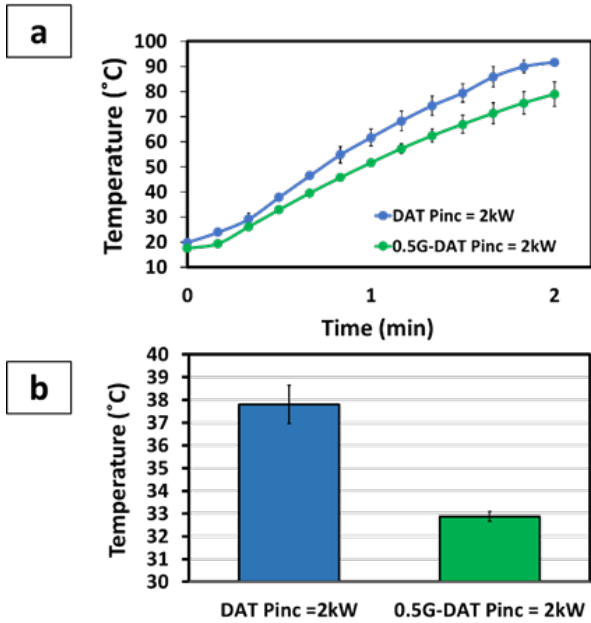 a
Temperature (˚C)
100
90
80
70
60
50
40
30
20
10
DAT Pinc = 2kW
0.5G-DAT Pinc = 2kW
0 1 2
Time (min)
b
Temperature (˚C)
40
39
38
37
36
35
34
33
32
31
30
DAT Pinc =2kW 0.5G-DAT Pinc = 2kW